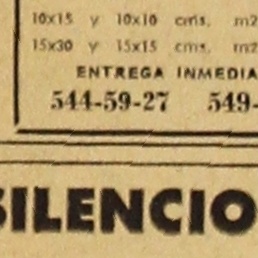 10x15 y 10x10 cms. m2
15x30 y 15x15 cms. m2
ENTREGA INMEDIA
544-59-27 549-
SILENCIO